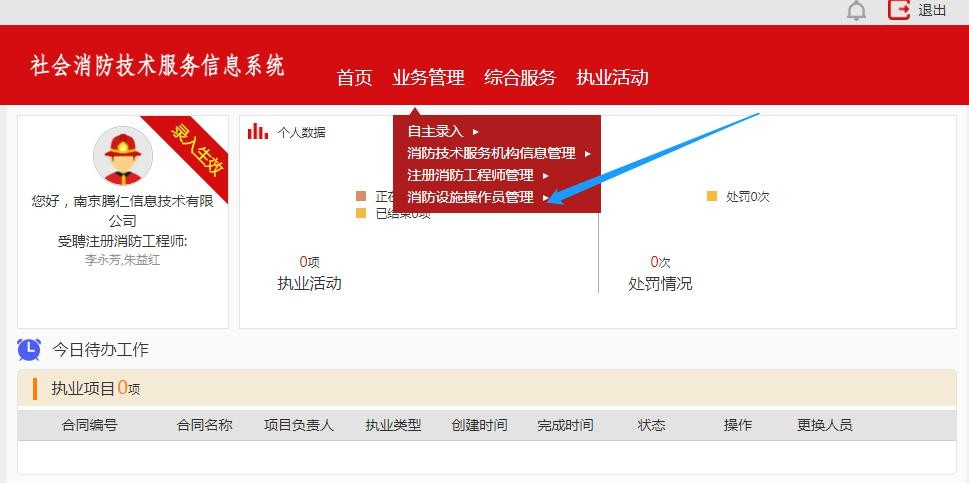 退出
社会消防技术服务信息系统
首页 业务管理 综合服务 执业活动
自主录入
消防技术服务机构信息管理
注册消防工程师管理
消防设施操作员管理
录入生效
您好，南京腾仁信息技术有限
公司
受聘注册消防工程师:
李永芳,朱益红
个人数据
正在
已结束0项
0项
执业活动
处罚0次
0次
处罚情况
今日待办工作
执业项目0项
合同编号 合同名称 项目负责人 执业类型 创建时间 完成时间 状态 操作 更换人员